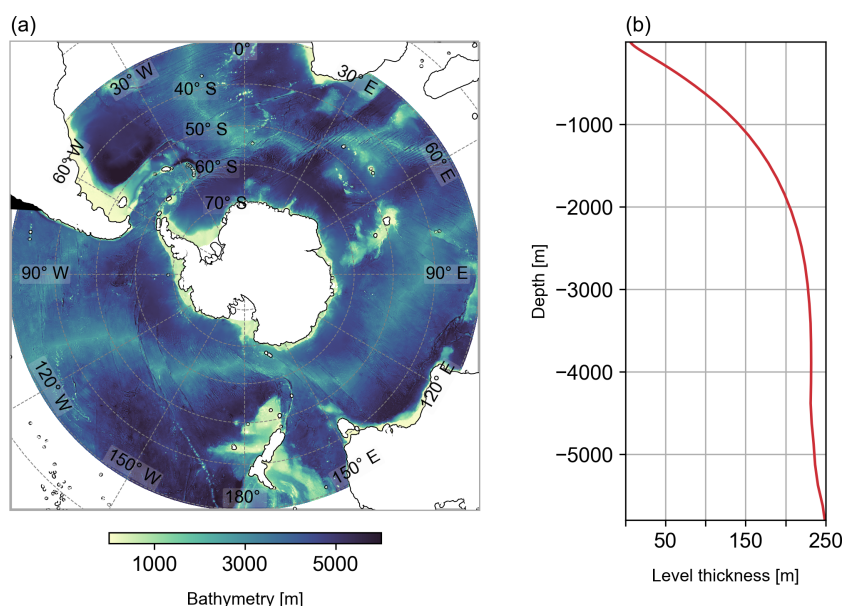 (a)
(b)
0°
30° W
30° E
40° S
50° S
60° W
60° S
60° E
70° S
90° W
90° E
120° W
120° E
150° W
150° E
180°
1000 3000 5000
Bathymetry [m]
−1000
−2000
−3000
−4000
−5000
Depth [m]
50 150 250
Level thickness [m]